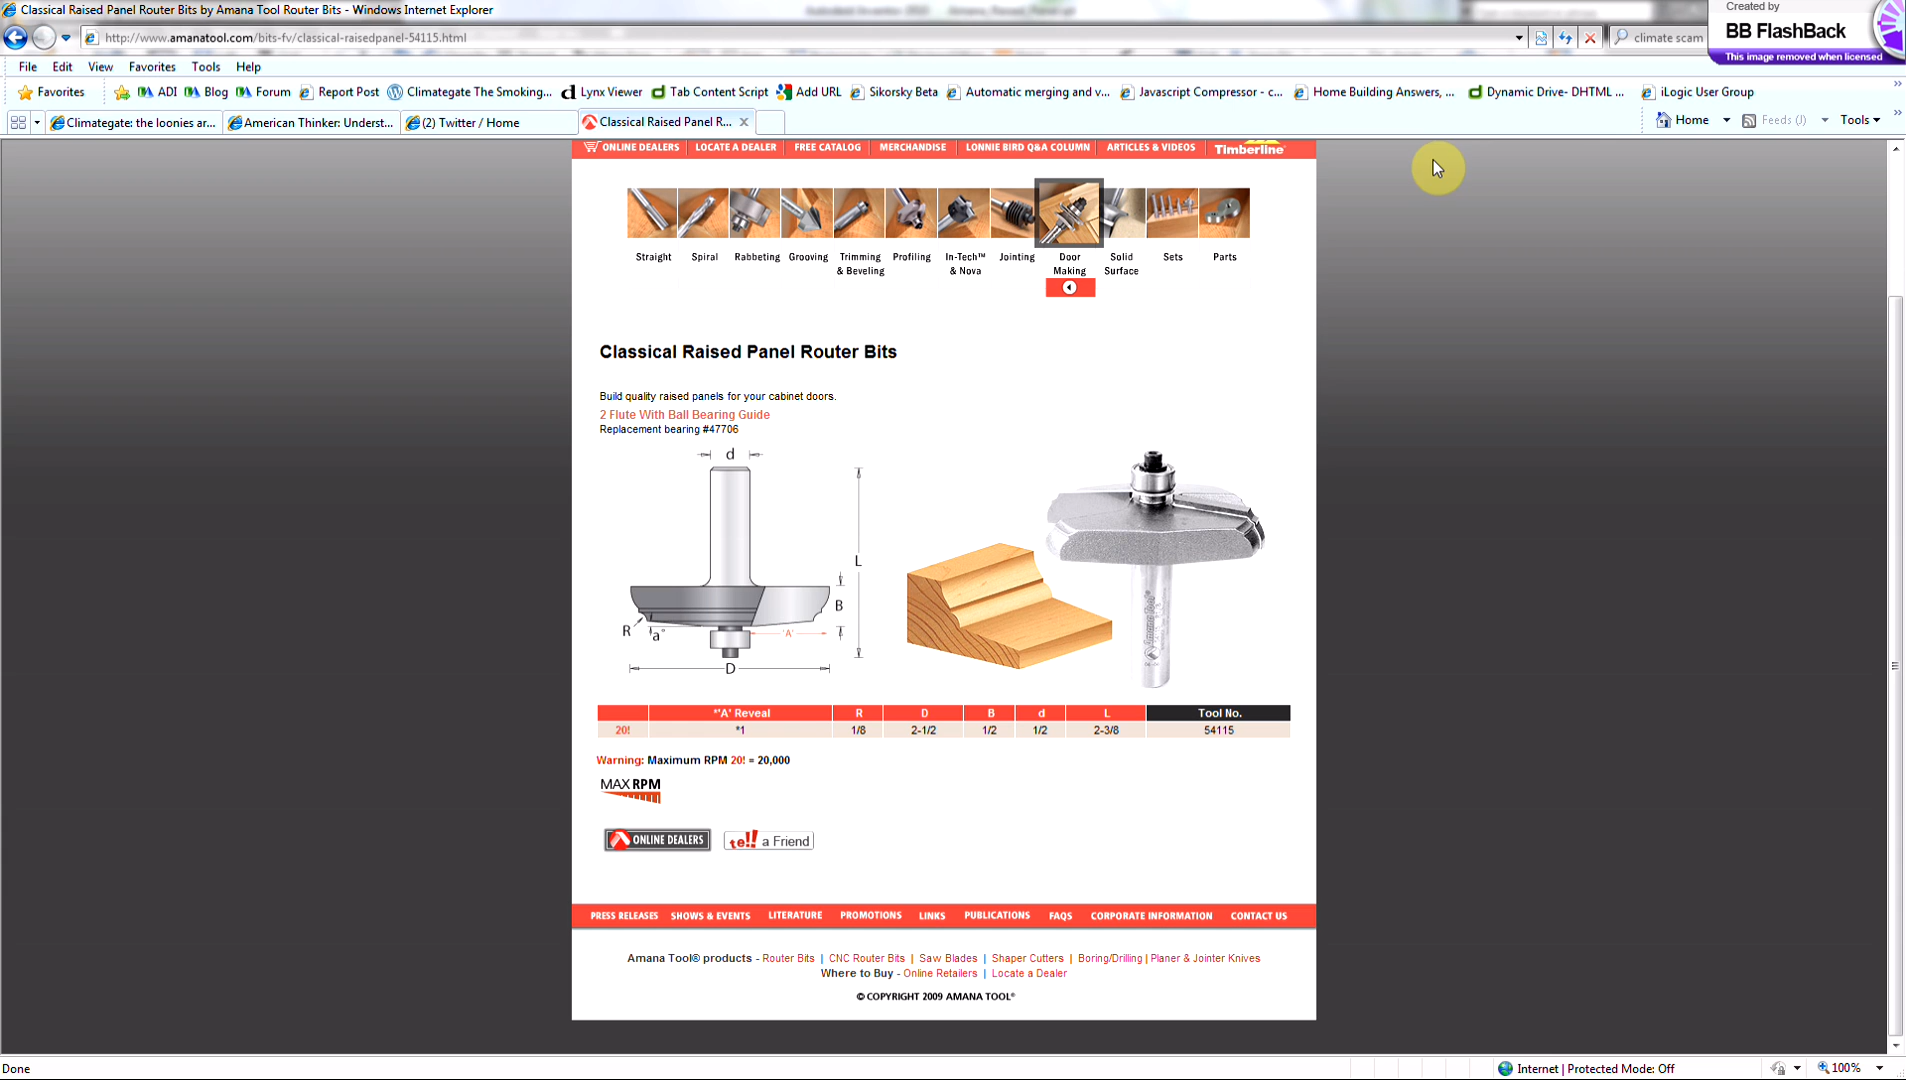 Classical Raised Panel Router Bits by Amana Tool Router Bits - Windows Internet Explorer
Created by
BB FlashBack
This image removed when licensed
http://www.amanatool.com/bits-fv/classical-raisedpanel-54115.html
climate scam
File Edit View Favorites Tools Help
Favorites ADI Blog Forum Report Post Climategate The Smoking... Lynx Viewer Tab Content Script Add URL Sikorsky Beta Automatic merging and v... Javascript Compressor - c... Home Building Answers, ... Dynamic Drive- DHTML ... iLogic User Group
Climategate: the loonies ar... American Thinker: Underst... (2) Twitter / Home Classical Raised Panel R... Home Feeds (J) Tools
ONLINE DEALERS LOCATE A DEALER FREE CATALOG MERCHANDISE LONNIE BIRD Q&A COLUMN ARTICLES & VIDEOS Timberline
Straight Spiral Rabbeting Grooving Trimming & Beveling Profiling In-Tech™ & Nova Jointing Door Making Solid Surface Sets Parts
Classical Raised Panel Router Bits
Build quality raised panels for your cabinet doors.
2 Flute With Ball Bearing Guide
Replacement bearing #47706
d
L
B
R
a°
'A'
D
Amana Tool
*'A' Reveal R D B d L Tool No.
20! *1 1/8 2-1/2 1/2 1/2 2-3/8 54115
Warning: Maximum RPM 20! = 20,000
MAX RPM
ONLINE DEALERS te!! a Friend
PRESS RELEASES SHOWS & EVENTS LITERATURE PROMOTIONS LINKS PUBLICATIONS FAQS CORPORATE INFORMATION CONTACT US
Amana Tool® products - Router Bits | CNC Router Bits | Saw Blades | Shaper Cutters | Boring/Drilling | Planer & Jointer Knives
Where to Buy - Online Retailers | Locate a Dealer
© COPYRIGHT 2009 AMANA TOOL®
Done
Internet | Protected Mode: Off
100%